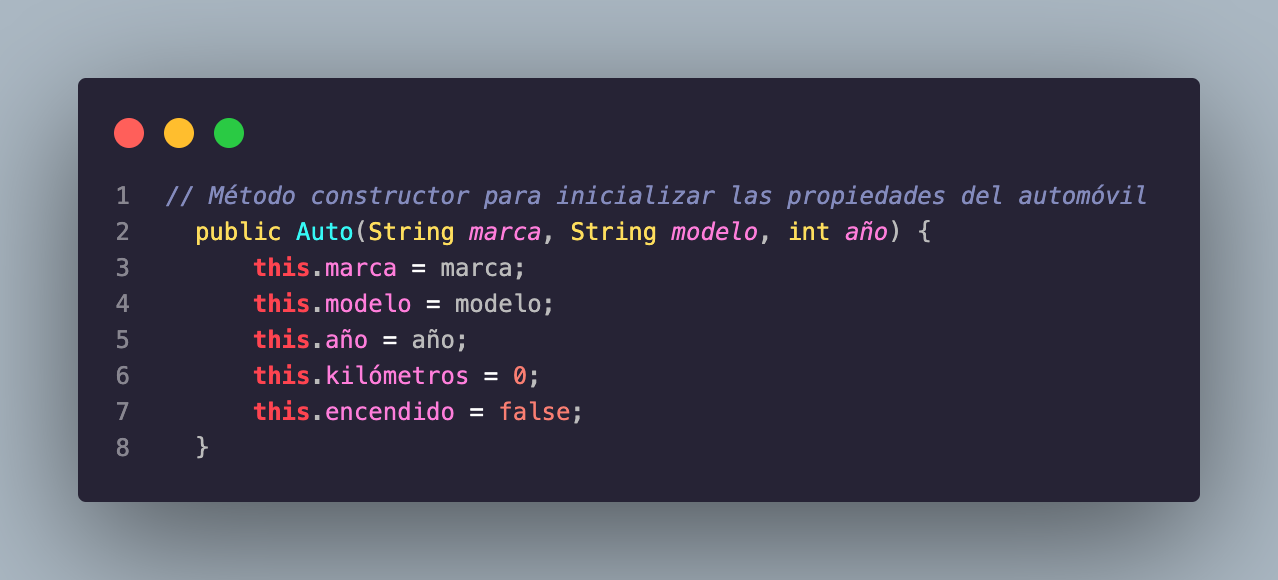 1 // Método constructor para inicializar las propiedades del automóvil
2 public Auto(String marca, String modelo, int año) {
3 this.marca = marca;
4 this.modelo = modelo;
5 this.año = año;
6 this.kilómetros = 0;
7 this.encendido = false;
8 }